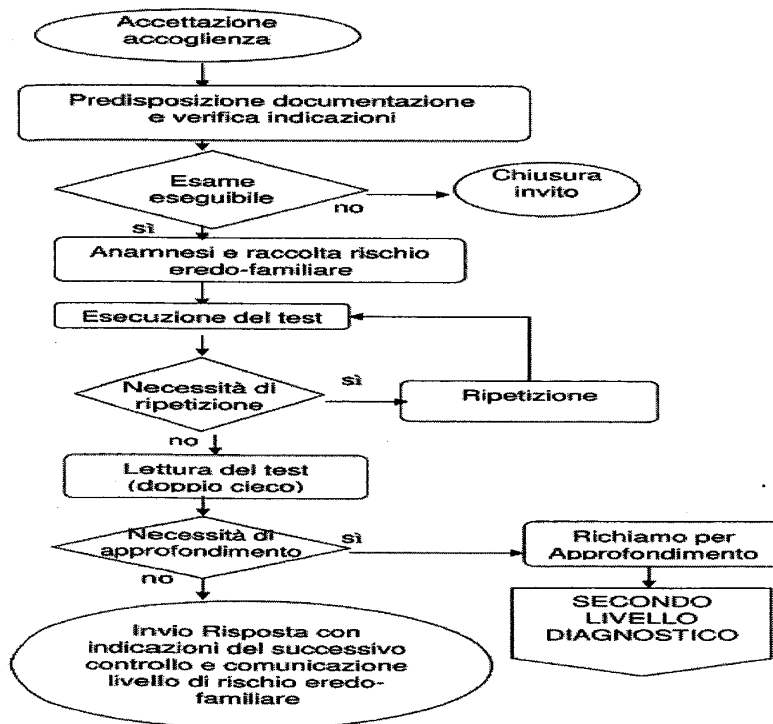 Accettazione
accoglienza
Predisposizione documentazione
e verifica indicazioni
Esame
eseguibile
no
Chiusura
invito
sì
Anamnesi e raccolta rischio
eredo-familiare
Esecuzione del test
Necessità di
ripetizione
sì
Ripetizione
no
Lettura del test
(doppio cieco)
Necessità di
approfondimento
sì
Richiamo per
Approfondimento
no
SECONDO
LIVELLO
DIAGNOSTICO
Invio Risposta con
indicazioni del successivo
controllo e comunicazione
livello di rischio eredo-
familiare